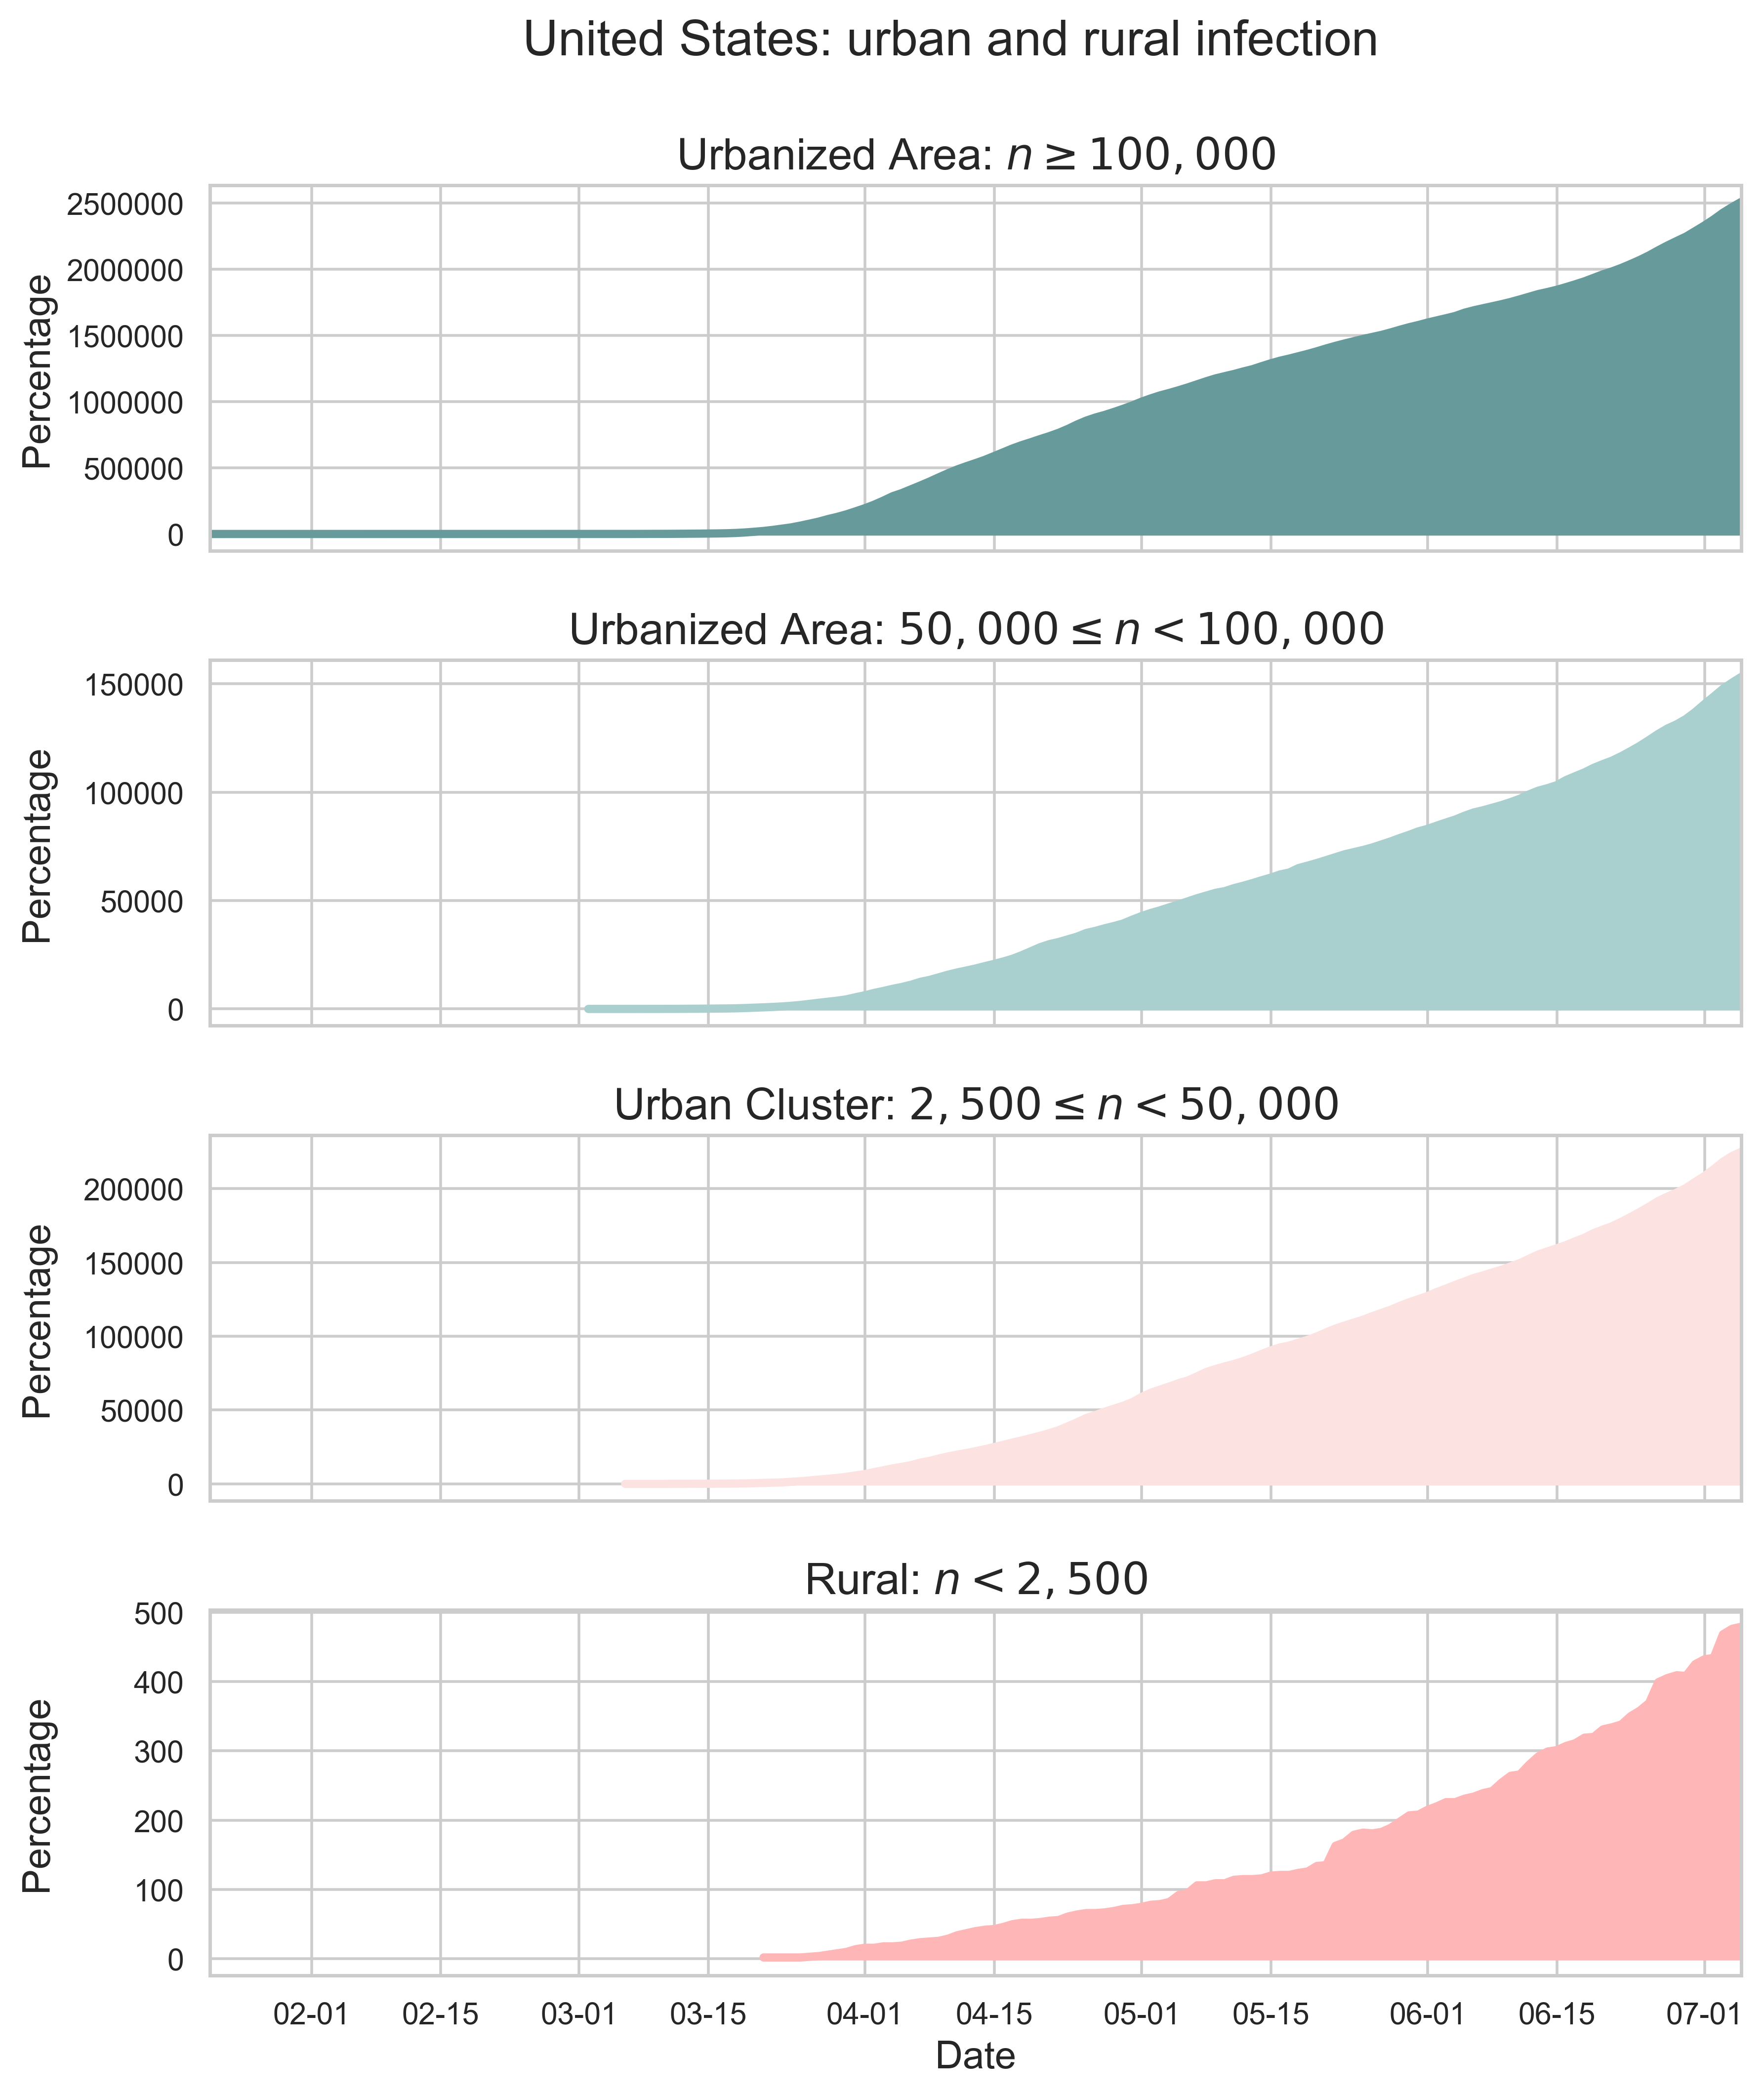 United States: urban and rural infection
Urbanized Area: n ≥ 100, 000
2500000
2000000
1500000
1000000
500000
0
Percentage
Urbanized Area: 50, 000 ≤ n < 100, 000
150000
100000
50000
0
Percentage
Urban Cluster: 2, 500 ≤ n < 50, 000
200000
150000
100000
50000
0
Percentage
Rural: n < 2, 500
500
400
300
200
100
0
Percentage
02-01 02-15 03-01 03-15 04-01 04-15 05-01 05-15 06-01 06-15 07-01
Date